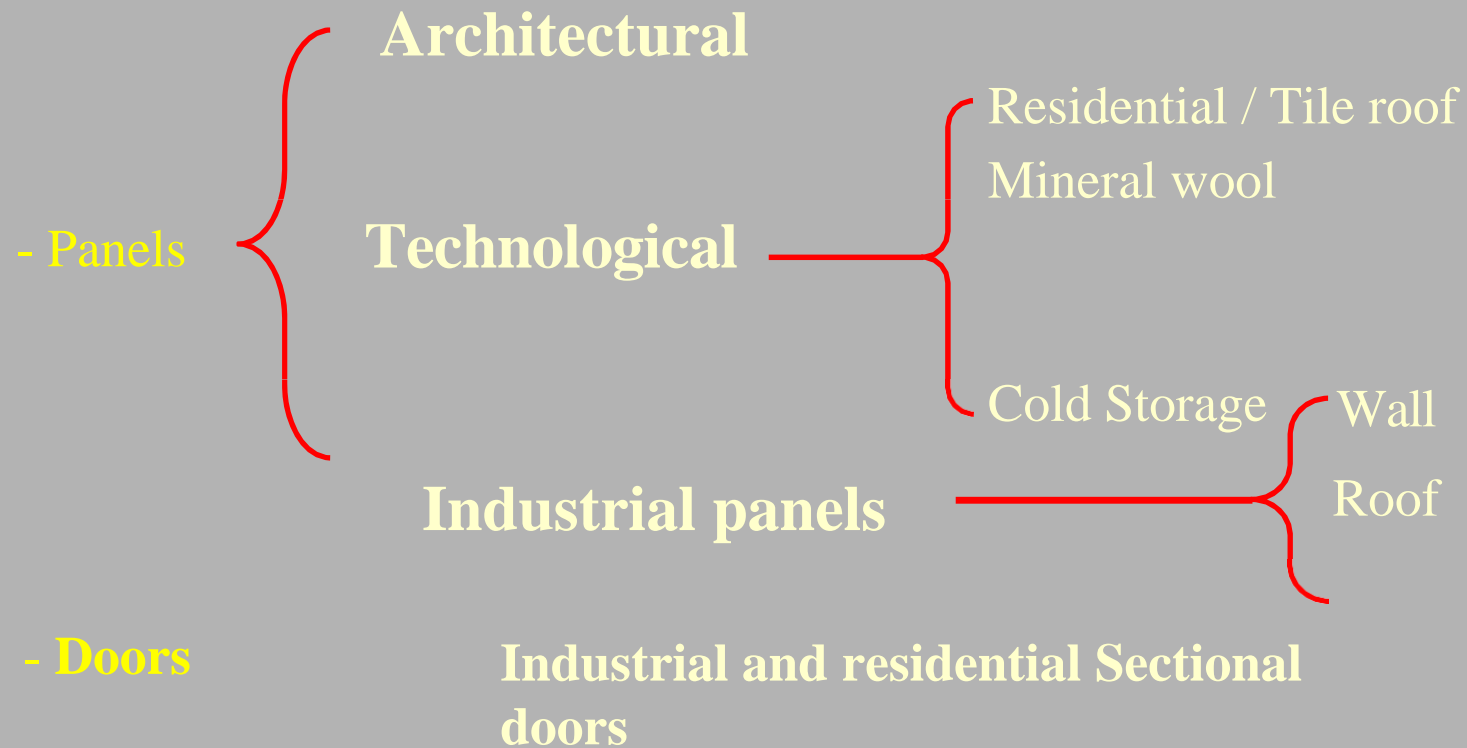 Architectural
Residential / Tile roof
Mineral wool
- Panels
Technological
Cold Storage
Wall
Roof
Industrial panels
- Doors
Industrial and residential Sectional
doors